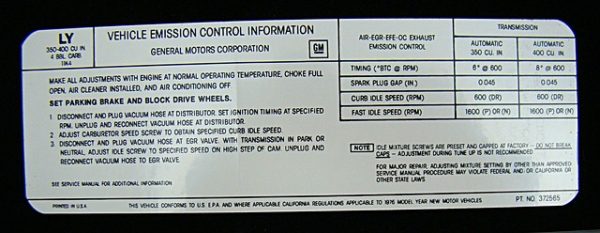 LY
350-400 CU. IN.
4 BBL. CARB
VEHICLE EMISSION CONTROL INFORMATION
GENERAL MOTORS CORPORATION
GM
MAKE ALL ADJUSTMENTS WITH ENGINE AT NORMAL OPERATING TEMPERATURE, CHOKE FULL
OPEN, AIR CLEANER INSTALLED, AND AIR CONDITIONING OFF.
SET PARKING BRAKE AND BLOCK DRIVE WHEELS.
1 DISCONNECT AND PLUG VACUUM HOSE AT DISTRIBUTOR. SET IGNITION TIMING AT SPECIFIED
RPM. UNPLUG AND RECONNECT VACUUM HOSE AT DISTRIBUTOR.
2 ADJUST CARBURETOR SPEED SCREW TO OBTAIN SPECIFIED CURB IDLE SPEED.
3 DISCONNECT AND PLUG VACUUM HOSE AT EGR VALVE. WITH TRANSMISSION IN PARK OR
NEUTRAL, ADJUST IDLE SCREW TO SPECIFIED SPEED ON HIGH STEP OF CAM. UNPLUG AND
RECONNECT VACUUM HOSE TO EGR VALVE.
SEE SERVICE MANUAL FOR ADDITIONAL INFORMATION
AIR-EGR-EFE-OC EXHAUST
EMISSION CONTROL
TRANSMISSION
AUTOMATIC
350 CU. IN.
AUTOMATIC
400 CU. IN.
TIMING (°BTC @ RPM) 8° @ 600
SPARK PLUG GAP (IN.) 0.045 0.045
CURB IDLE SPEED (RPM) 600 (DR) 600 (DR)
FAST IDLE SPEED (RPM) 1600 (P) OR (N) 1600 (P) OR (N)
NOTE IDLE MIXTURE SCREWS ARE PRESET AND CAPPED AT FACTORY - DO NOT BREAK
CAPS - ADJUSTMENT DURING TUNE UP IS NOT RECOMMENDED
FOR MAJOR REPAIR, ADJUSTING MIXTURE SETTING BY OTHER THAN APPROVED
SERVICE MANUAL PROCEDURE MAY VIOLATE FEDERAL AND/OR CALIFORNIA OR
OTHER STATE LAWS
PRINTED IN U.S.A.
THIS VEHICLE CONFORMS TO U.S. E.P.A. AND WHERE APPLICABLE CALIFORNIA REGULATIONS APPLICABLE TO 1976 MODEL YEAR NEW MOTOR VEHICLES
PT. NO. 372565